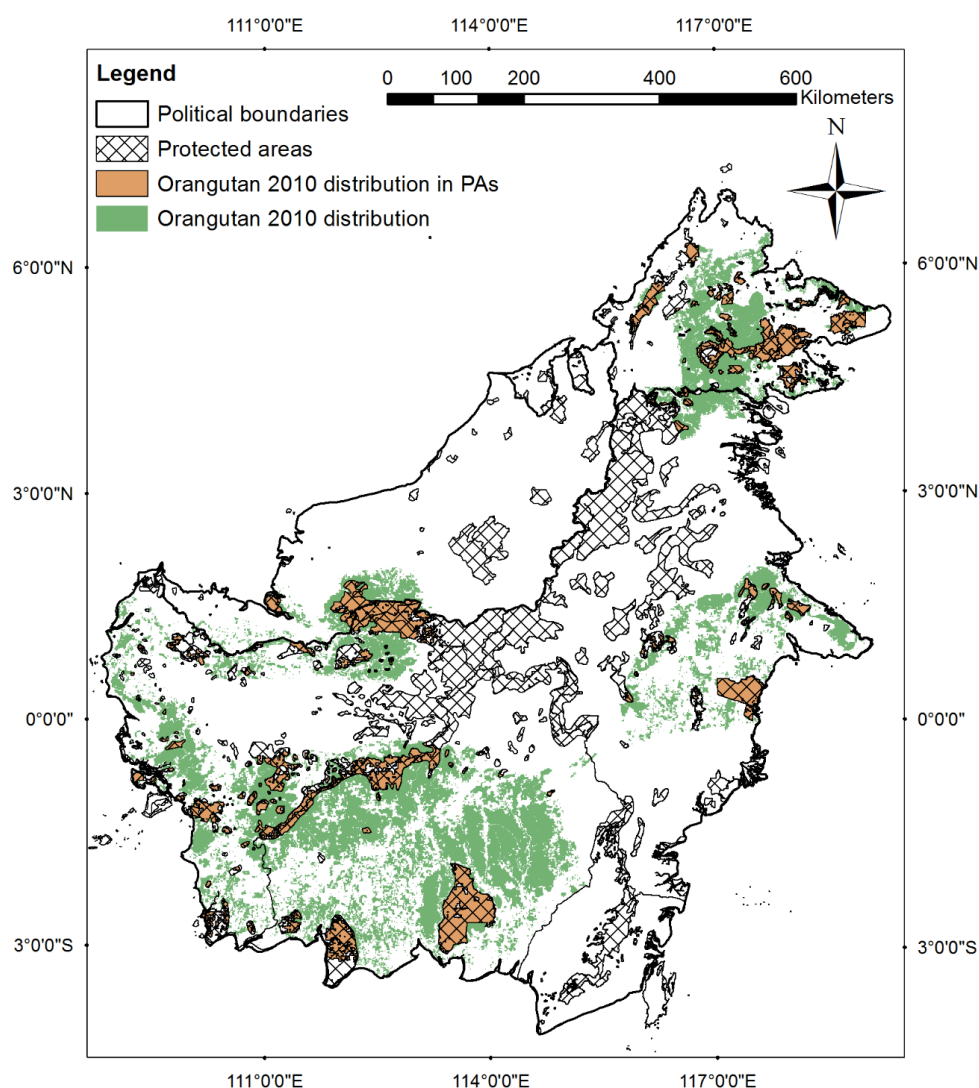 111°0'0"E 114°0'0"E 117°0'0"E
Legend
Political boundaries
Protected areas
Orangutan 2010 distribution in PAs
Orangutan 2010 distribution
0 100 200 400 600
Kilometers
N
6°0'0"N 6°0'0"N
3°0'0"N 3°0'0"N
0°0'0" 0°0'0"
3°0'0"S 3°0'0"S
111°0'0"E 114°0'0"E 117°0'0"E